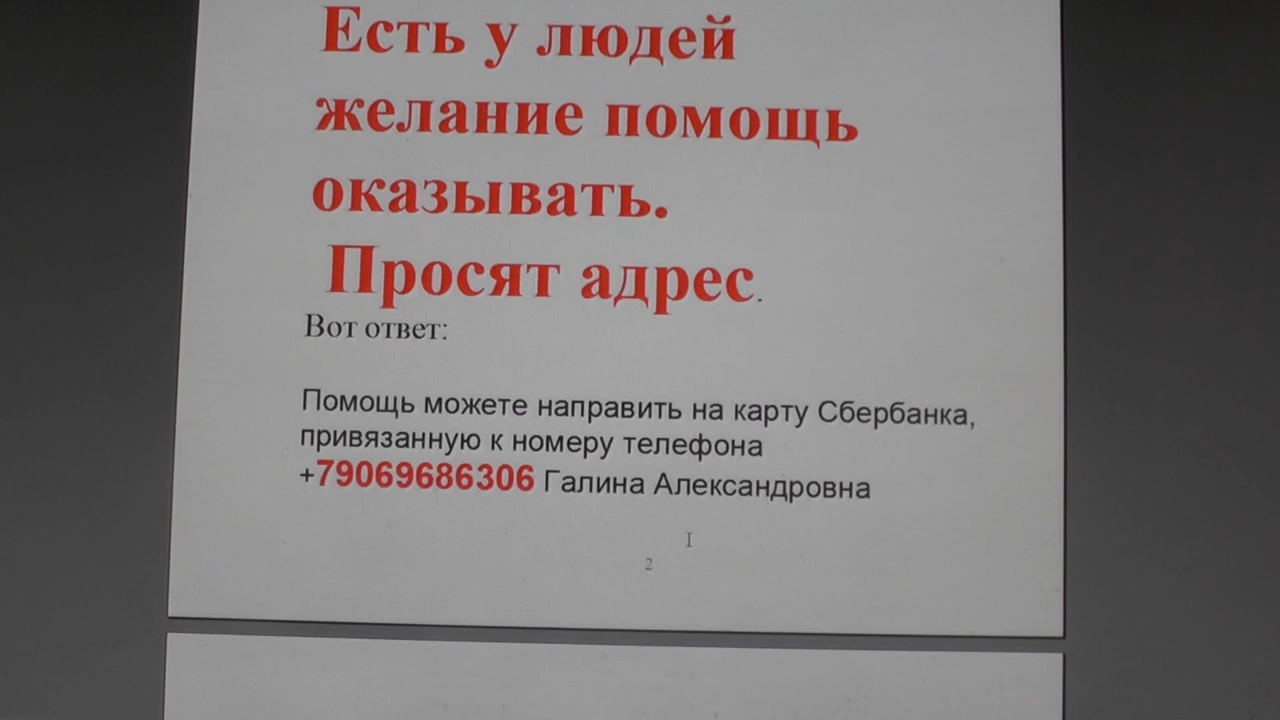 Есть у людей
желание помощь
оказывать.
Просят адрес.
Вот ответ:
Помощь можете направить на карту Сбербанка,
привязанную к номеру телефона
+79069686306 Галина Александровна
2